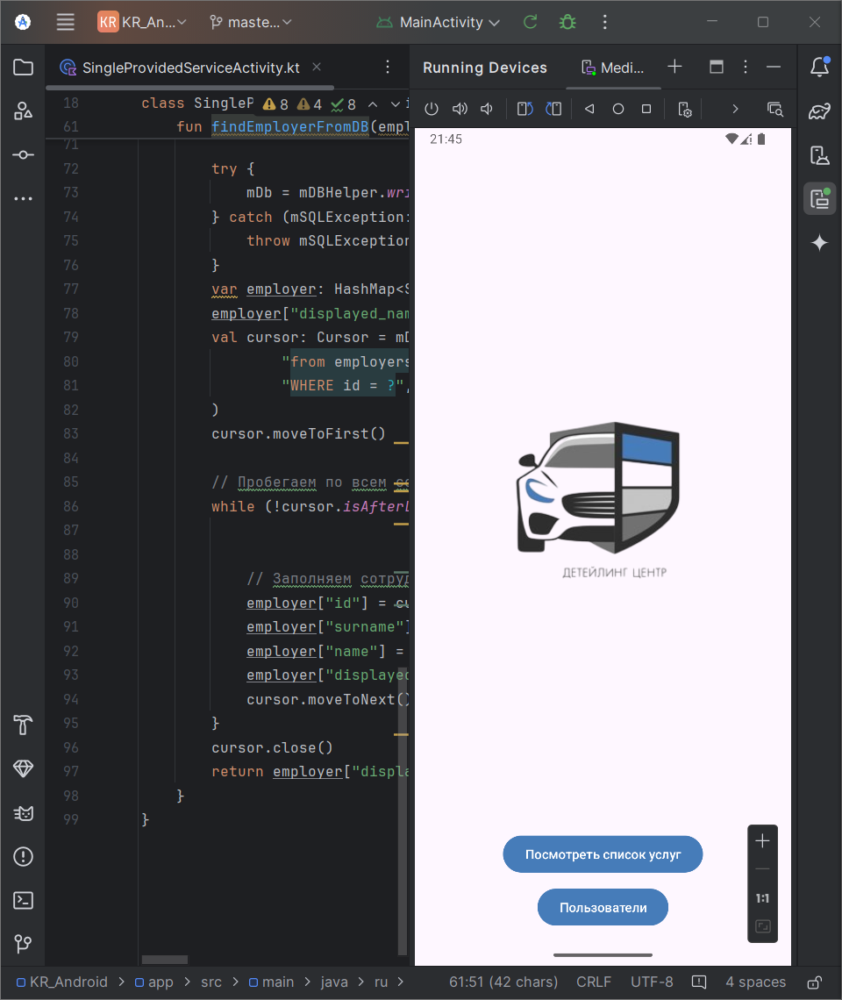 KR KR_An... maste... MainActivity
SingleProvidedServiceActivity.kt Running Devices Medi...
18 class SingleP 8 4 8
61 fun findEmployerFromDB(empl
71
72 try {
73 mDb = mDBHelper.wri
74 } catch (mSQLException:
75 throw mSQLException
76 }
77 var employer: HashMap<S
78 employer["displayed_nam
79 val cursor: Cursor = mD
80 "from employers
81 "WHERE id = ?",
82 )
83 cursor.moveToFirst()
84
85 // Пробегаем по всем со
86 while (!cursor.isAfterL
87
88
89 // Заполняем сотруд
90 employer["id"] = cu
91 employer["surname"]
92 employer["name"] =
93 employer["displayed
94 cursor.moveToNext()
95 }
96 cursor.close()
97 return employer["displa
98 }
99 }
21:45
ДЕТЕЙЛИНГ ЦЕНТР
Посмотреть список услуг
Пользователи
1:1
KR_Android > app > src > main > java > ru > 61:51 (42 chars) CRLF UTF-8 4 spaces